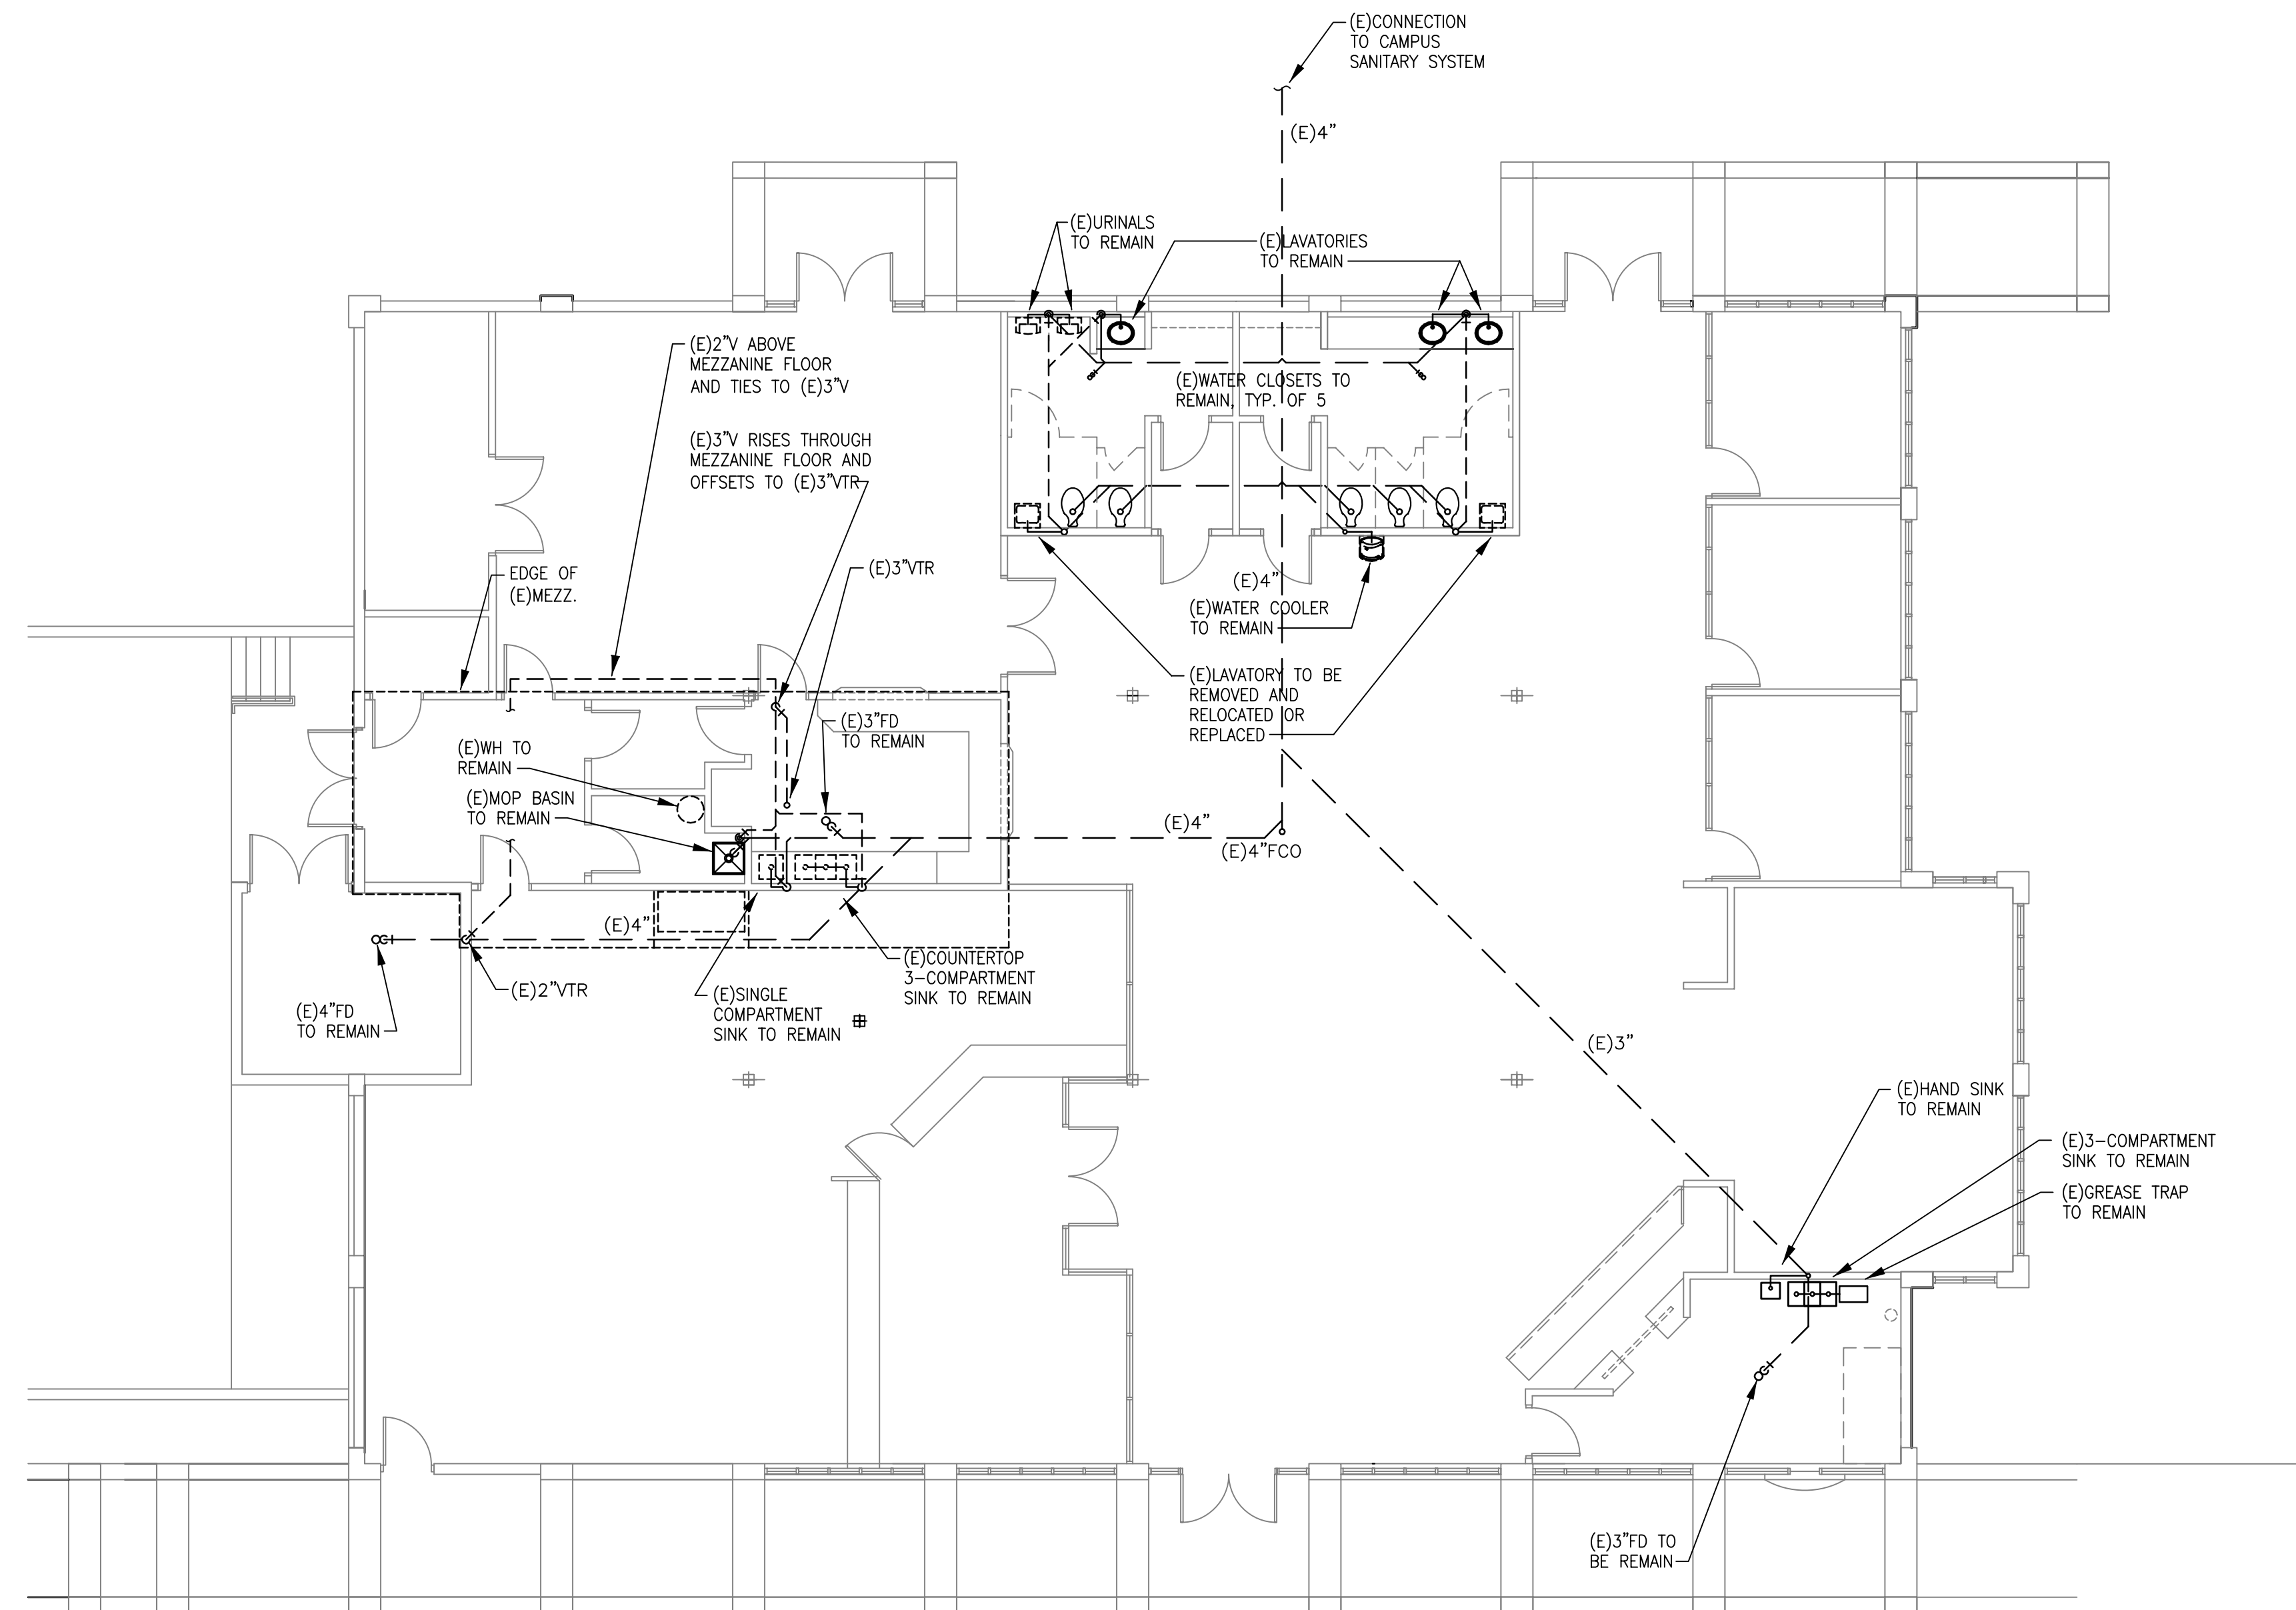 (E)CONNECTION
TO CAMPUS
SANITARY SYSTEM
(E)4"
(E)URINALS
TO REMAIN
(E)LAVATORIES
TO REMAIN
(E)2"V ABOVE
MEZZANINE FLOOR
AND TIES TO (E)3"V
(E)WATER CLOSETS TO
REMAIN, TYP. OF 5
(E)3"V RISES THROUGH
MEZZANINE FLOOR AND
OFFSETS TO (E)3"VTR
(E)3"VTR
EDGE OF
(E)MEZZ.
(E)4"
(E)WATER COOLER
TO REMAIN
(E)LAVATORY TO BE
REMOVED AND
RELOCATED OR
REPLACED
(E)3"FD
TO REMAIN
(E)WH TO
REMAIN
(E)MOP BASIN
TO REMAIN
(E)4"
(E)4"FCO
(E)4"
(E)COUNTERTOP
3-COMPARTMENT
SINK TO REMAIN
(E)2"VTR
(E)SINGLE
COMPARTMENT
SINK TO REMAIN
(E)4"FD
TO REMAIN
(E)3"
(E)HAND SINK
TO REMAIN
(E)3-COMPARTMENT
SINK TO REMAIN
(E)GREASE TRAP
TO REMAIN
(E)3"FD TO
BE REMAIN